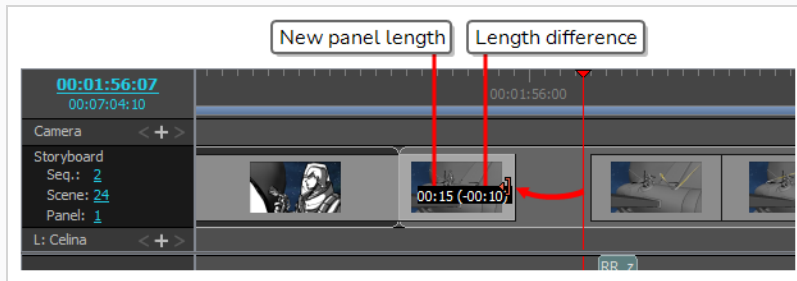 New panel length
Length difference
00:01:56:07
00:07:04:10
00:01:56:00
Camera < + >
Storyboard
Seq.: 2
Scene: 24
Panel: 1
00:15 (-00:10)
L: Celina < + >
RR_z